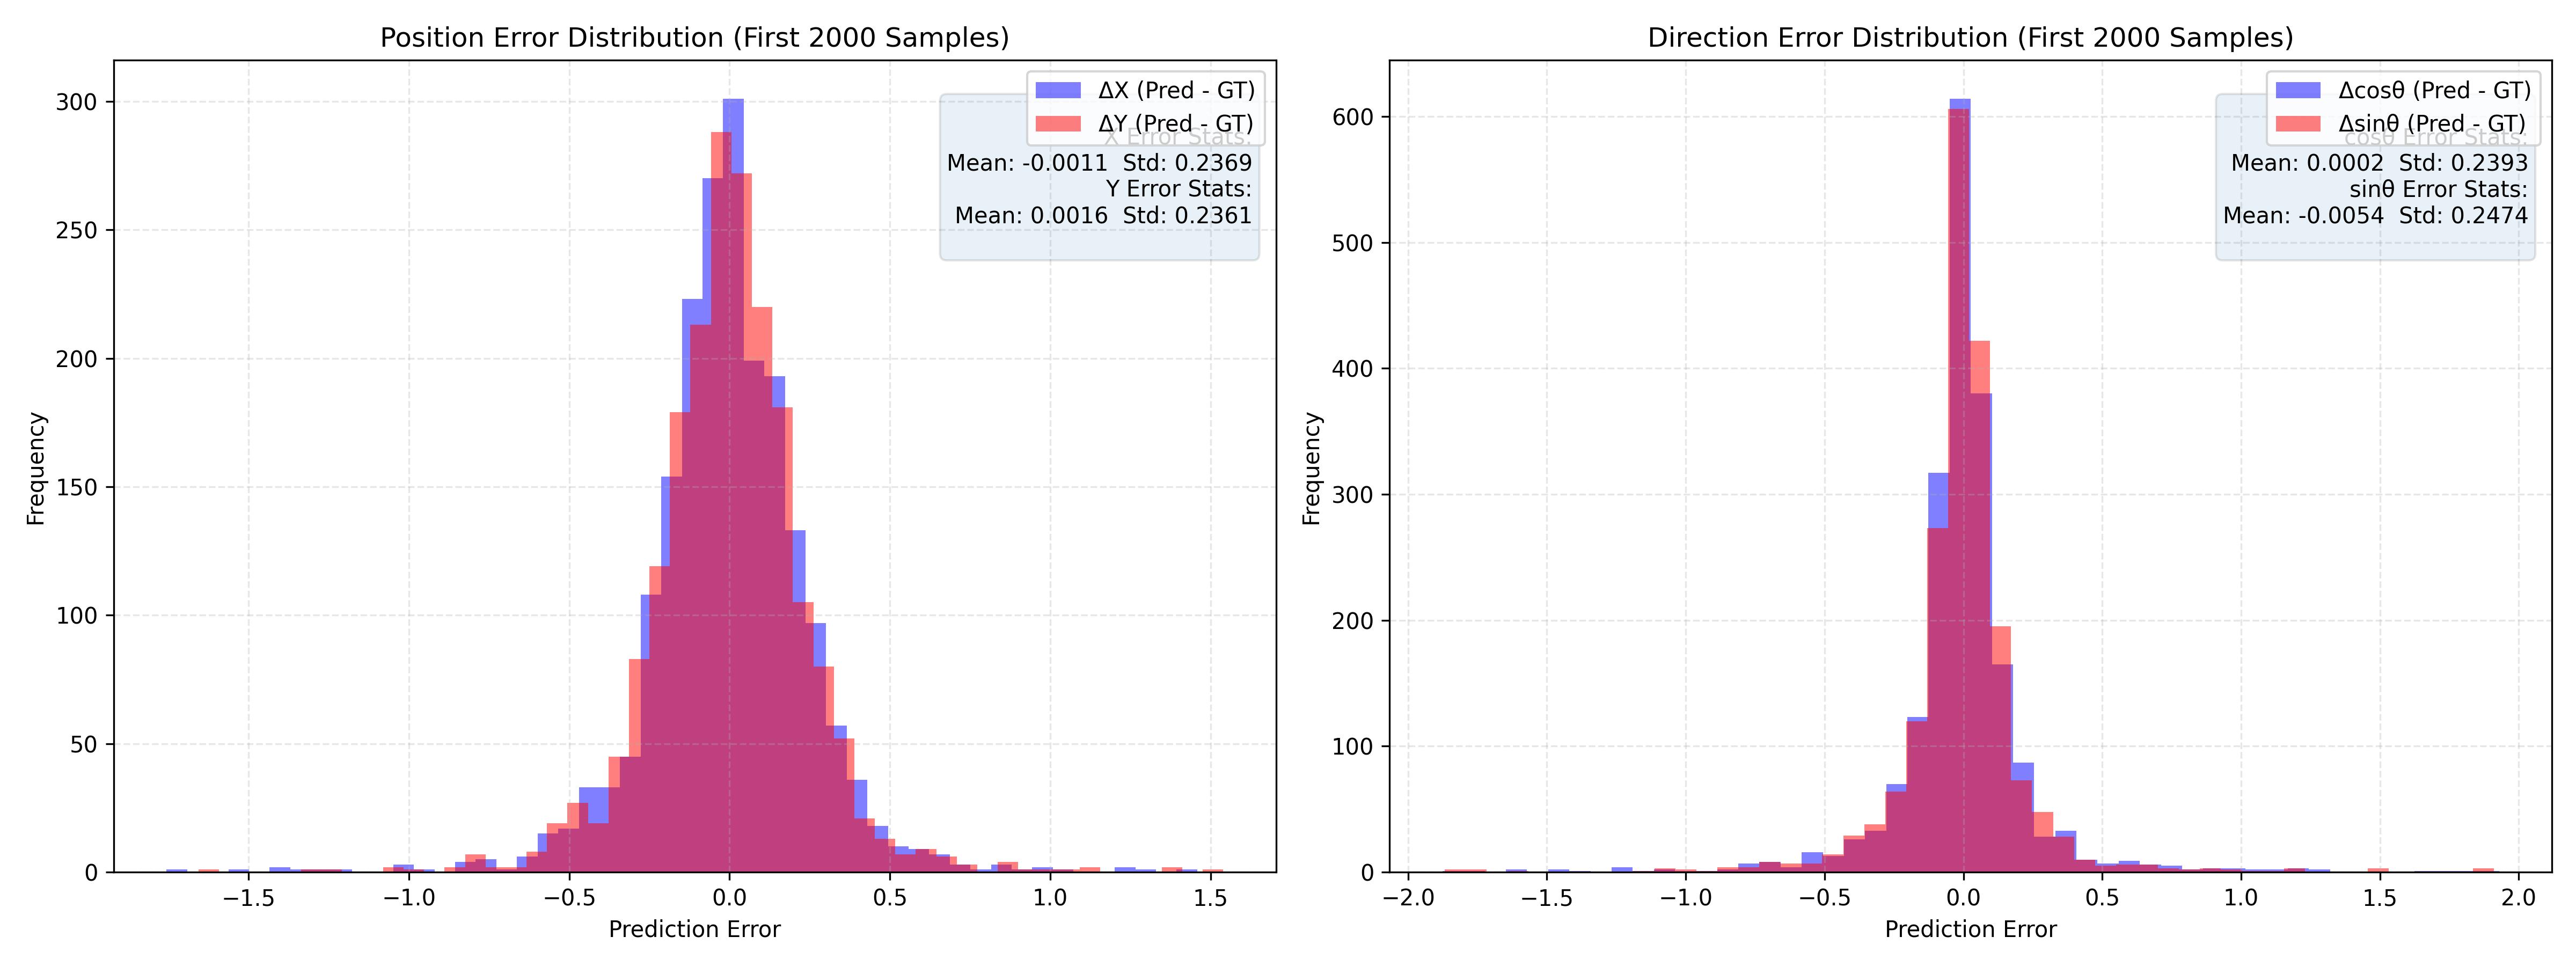 Position Error Distribution (First 2000 Samples)
ΔX (Pred - GT)
ΔY (Pred - GT)
X Error Stats:
Mean: -0.0011  Std: 0.2369
Y Error Stats:
Mean: 0.0016  Std: 0.2361
300
250
200
150
100
50
0
Frequency
−1.5
−1.0
−0.5
0.0
0.5
1.0
1.5
Prediction Error
Direction Error Distribution (First 2000 Samples)
Δcosθ (Pred - GT)
Δsinθ (Pred - GT)
cosθ Error Stats:
Mean: 0.0002  Std: 0.2393
sinθ Error Stats:
Mean: -0.0054  Std: 0.2474
600
500
400
300
200
100
0
Frequency
−2.0
−1.5
−1.0
−0.5
0.0
0.5
1.0
1.5
2.0
Prediction Error